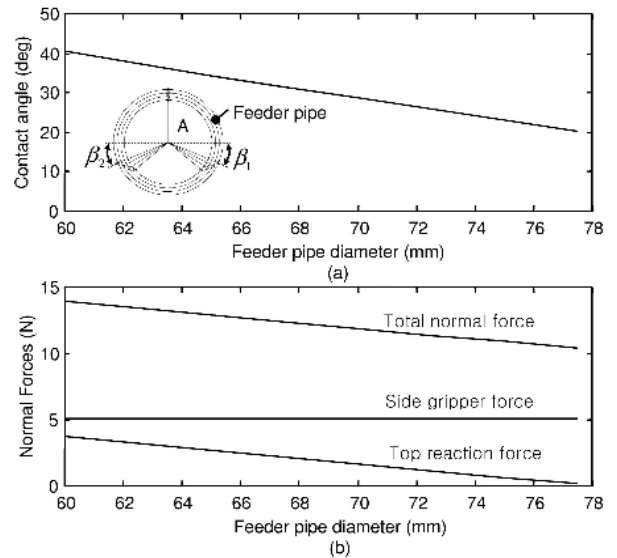 50
40
30
20
10
0
Contact angle (deg)
A
Feeder pipe
β2
β1
60 62 64 66 68 70 72 74 76 78
Feeder pipe diameter (mm)
(a)
15
10
5
0
Normal Forces (N)
Total normal force
Side gripper force
Top reaction force
60 62 64 66 68 70 72 74 76 78
Feeder pipe diameter (mm)
(b)